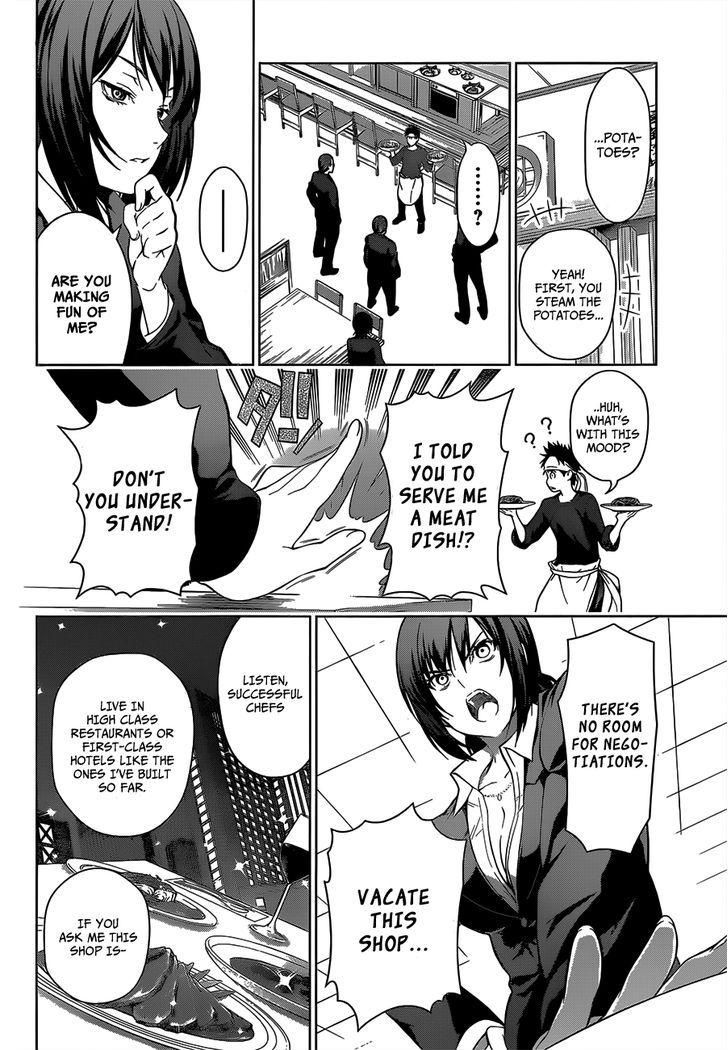 ...POTA-
TOES?
YEAH!
FIRST, YOU
STEAM THE
POTATOES...
........?
ARE YOU
MAKING
FUN OF
ME?
..HUH,
WHAT'S
WITH THIS
MOOD?
? ?
I TOLD
YOU TO
SERVE ME
A MEAT
DISH!?
DON'T
YOU UNDER-
STAND!
THERE'S
NO ROOM
FOR NEGO-
TIATIONS.
VACATE
THIS
SHOP...
LISTEN,
SUCCESSFUL
CHEFS
LIVE IN
HIGH CLASS
RESTAURANTS OR
FIRST-CLASS
HOTELS LIKE THE
ONES I'VE BUILT
SO FAR.
IF YOU
ASK ME THIS
SHOP IS-